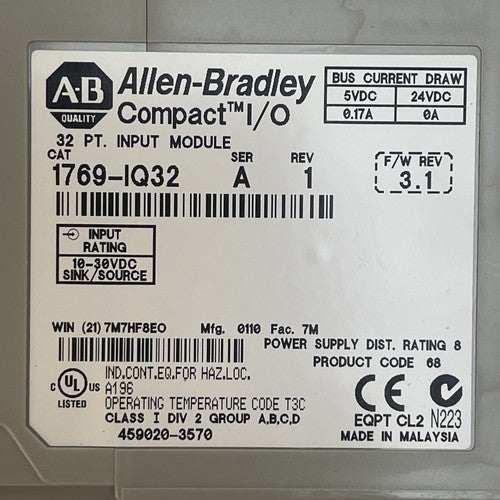 A-B
QUALITY
Allen-Bradley
Compact™ I/O
BUS CURRENT DRAW
5VDC 24VDC
0.17A 0A
32 PT. INPUT MODULE
CAT SER REV
1769-IQ32 A 1
F/W REV
3.1
INPUT
RATING
10-30VDC
SINK/SOURCE
WIN (21) 7M7HF8EO Mfg. 0110 Fac. 7M
POWER SUPPLY DIST. RATING 8
PRODUCT CODE 68
IND.CONT.EQ.FOR HAZ.LOC.
C UL US A196
LISTED OPERATING TEMPERATURE CODE T3C
CLASS I DIV 2 GROUP A,B,C,D
459020-3570
CE
EQPT CL2 N223
MADE IN MALAYSIA